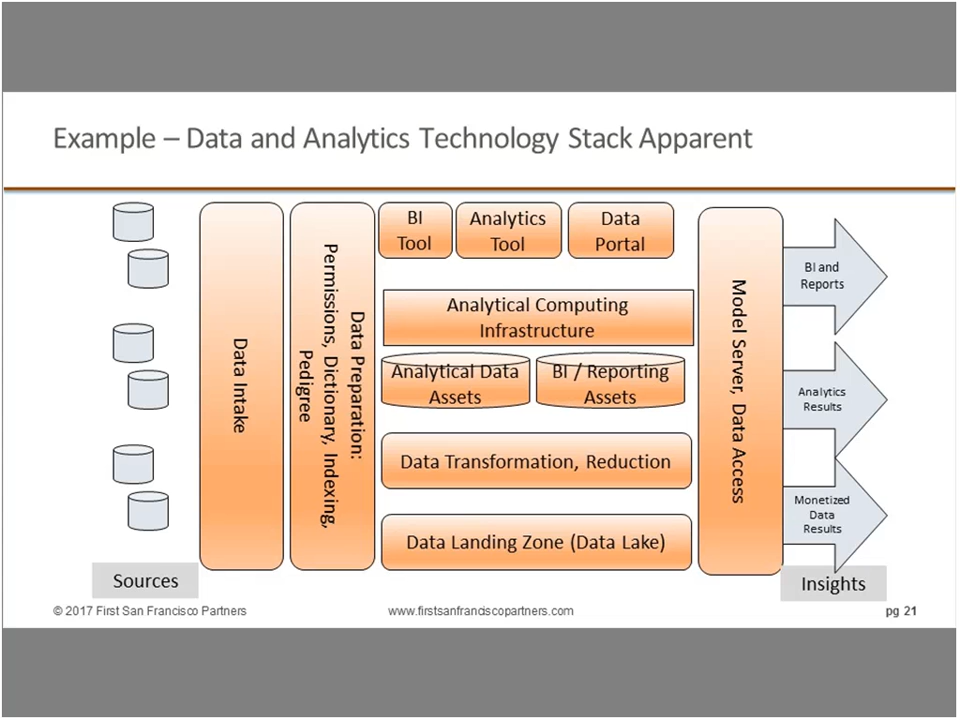 Example – Data and Analytics Technology Stack Apparent
Sources
Data Intake
Data Preparation:
Permissions, Dictionary, Indexing,
Pedigree
BI
Tool
Analytics
Tool
Data
Portal
Analytical Computing
Infrastructure
Analytical Data
Assets
BI / Reporting
Assets
Data Transformation, Reduction
Data Landing Zone (Data Lake)
Model Server, Data Access
BI and
Reports
Analytics
Results
Monetized
Data
Results
Insights
© 2017 First San Francisco Partners
www.firstsanfranciscopartners.com
pg 21